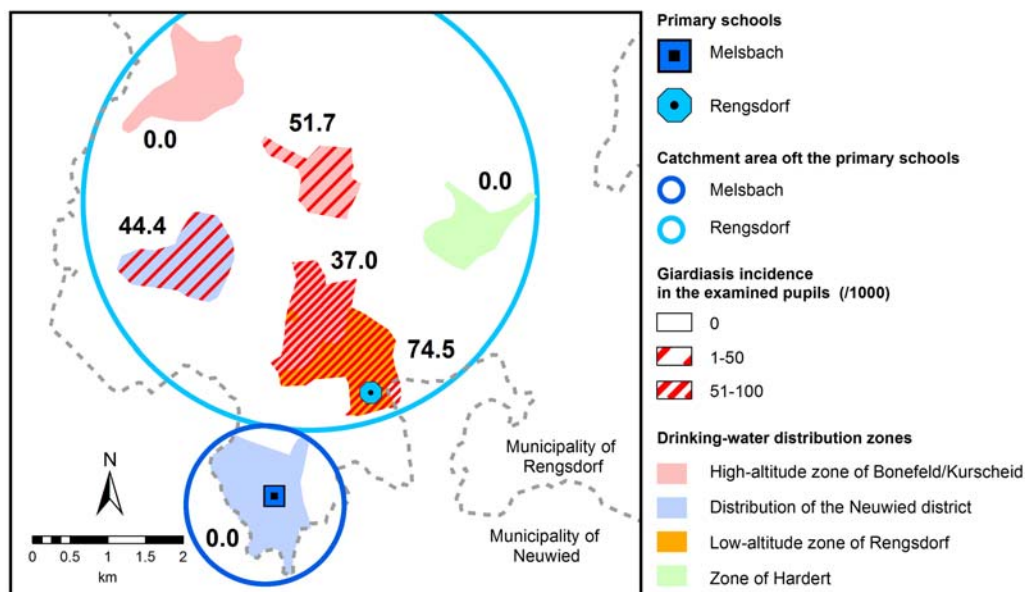 0.0
51.7
0.0
44.4
37.0
74.5
0.0
N
0 0.5 1 2
km
Municipality of
Rengsdorf
Municipality of
Neuwied
Primary schools
Melsbach
Rengsdorf
Catchment area oft the primary schools
Melsbach
Rengsdorf
Giardiasis incidence
in the examined pupils (/1000)
0
1-50
51-100
Drinking-water distribution zones
High-altitude zone of Bonefeld/Kurscheid
Distribution of the Neuwied district
Low-altitude zone of Rengsdorf
Zone of Hardert